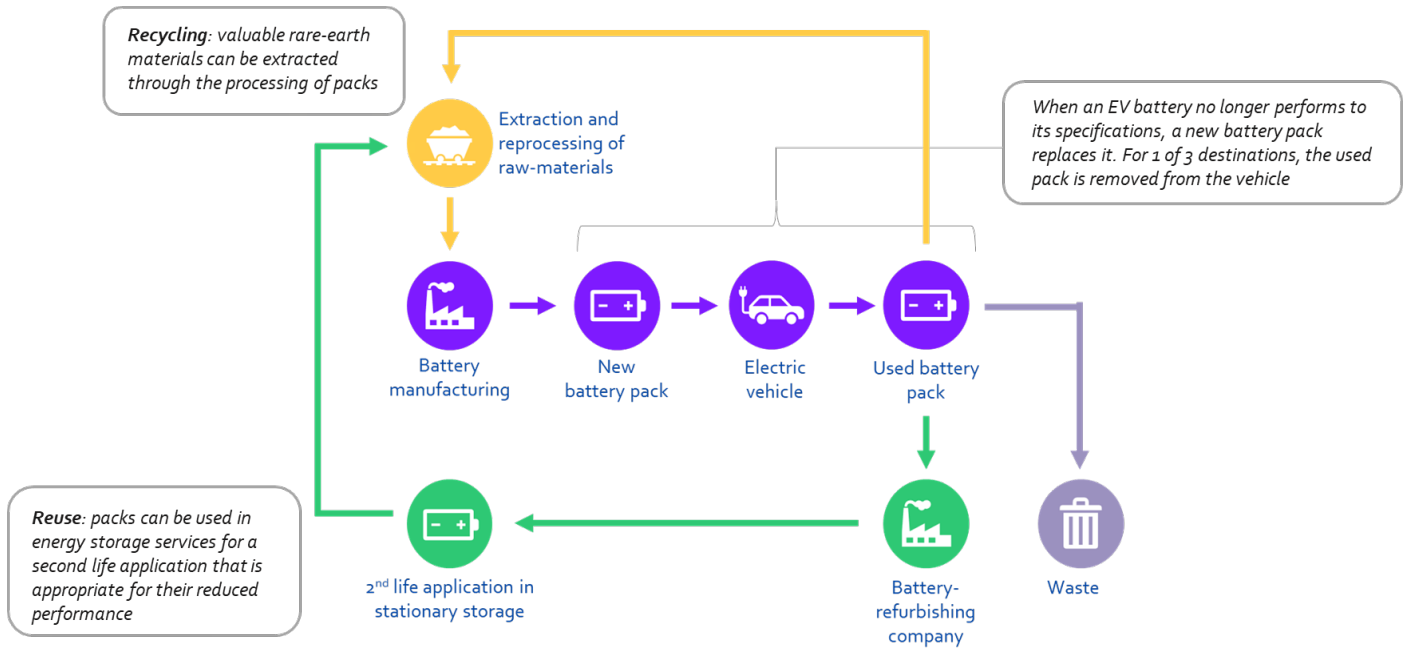 Recycling: valuable rare-earth
materials can be extracted
through the processing of packs
Extraction and
reprocessing of
raw-materials
When an EV battery no longer performs to
its specifications, a new battery pack
replaces it. For 1 of 3 destinations, the used
pack is removed from the vehicle
Battery
manufacturing
New
battery pack
Electric
vehicle
Used battery
pack
Reuse: packs can be used in
energy storage services for a
second life application that is
appropriate for their reduced
performance
2nd life application in
stationary storage
Battery-
refurbishing
company
Waste